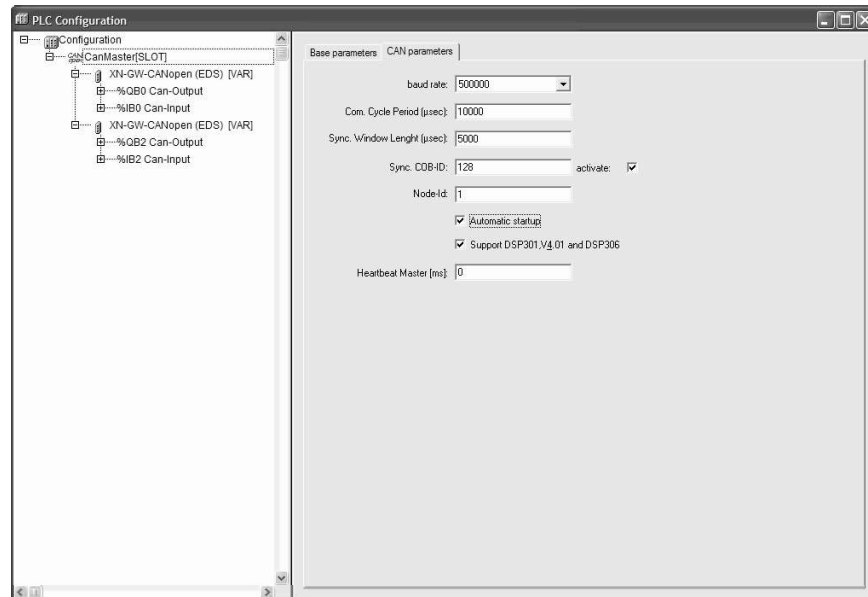 PLC Configuration
Configuration
CanMaster[SLOT]
XN-GW-CANopen (EDS) [VAR]
%QB0 Can-Output
%IB0 Can-Input
XN-GW-CANopen (EDS) [VAR]
%QB2 Can-Output
%IB2 Can-Input
Base parameters CAN parameters
baud rate: 500000
Com. Cycle Period (µsec): 10000
Sync. Window Lenght (µsec): 5000
Sync. COB-ID: 128 activate:
Node-Id: 1
Automatic startup
Support DSP301,V4.01 and DSP306
Heartbeat Master [ms]: 0